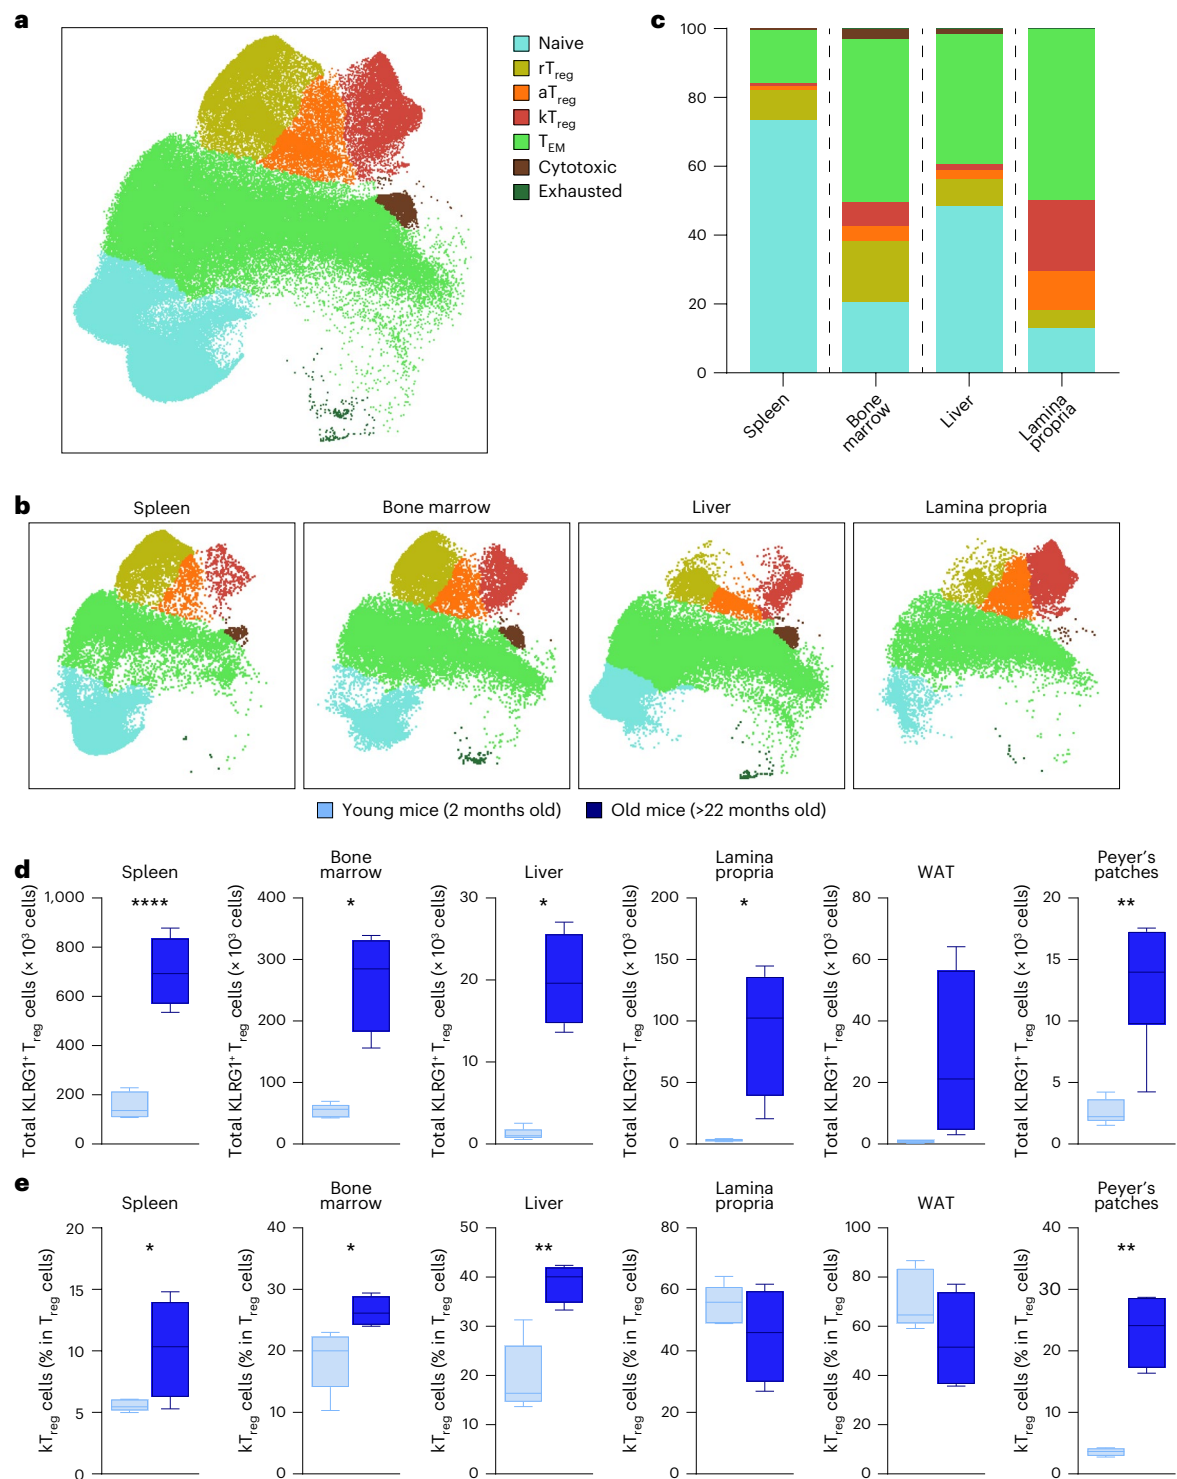 a
Naive
rTreg
aTreg
kTreg
TEM
Cytotoxic
Exhausted
c
100
80
60
40
20
0
Spleen
Bone
marrow
Liver
Lamina
propria
b
Spleen
Bone marrow
Liver
Lamina propria
Young mice (2 months old)
Old mice (>22 months old)
d
Spleen
Total KLRG1+ Treg cells (× 10³ cells)
1,000
800
600
400
200
0
****
Bone
marrow
Total KLRG1+ Treg cells (× 10³ cells)
400
300
200
100
0
*
Liver
Total KLRG1+ Treg cells (× 10³ cells)
30
20
10
0
*
Lamina
propria
Total KLRG1+ Treg cells (× 10³ cells)
200
150
100
50
0
*
WAT
Total KLRG1+ Treg cells (× 10³ cells)
80
60
40
20
0
Peyer's
patches
Total KLRG1+ Treg cells (× 10³ cells)
20
15
10
5
0
**
e
Spleen
kTreg cells (% in Treg cells)
20
15
10
5
0
*
Bone
marrow
kTreg cells (% in Treg cells)
40
30
20
10
0
*
Liver
kTreg cells (% in Treg cells)
50
40
30
20
10
0
**
Lamina
propria
kTreg cells (% in Treg cells)
80
60
40
20
0
WAT
kTreg cells (% in Treg cells)
100
80
60
40
20
0
Peyer's
patches
kTreg cells (% in Treg cells)
40
30
20
10
0
**